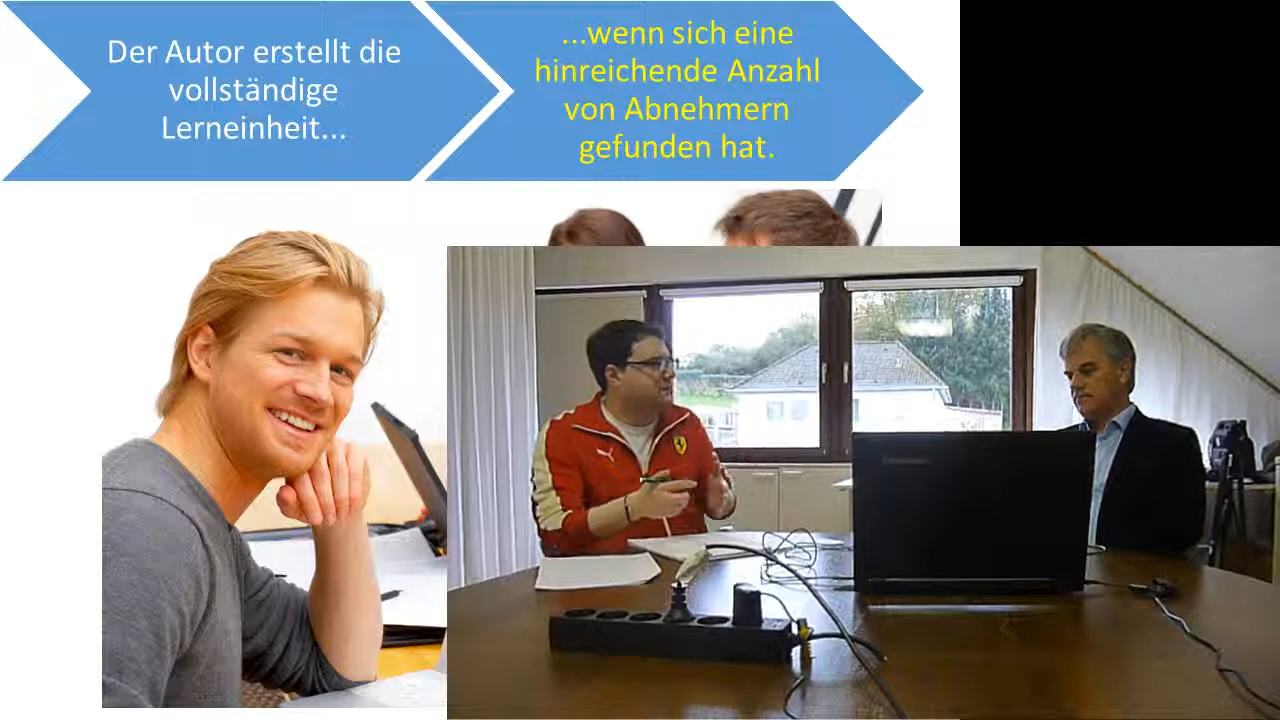 Der Autor erstellt die
vollständige
Lerneinheit...
...wenn sich eine
hinreichende Anzahl
von Abnehmern
gefunden hat.